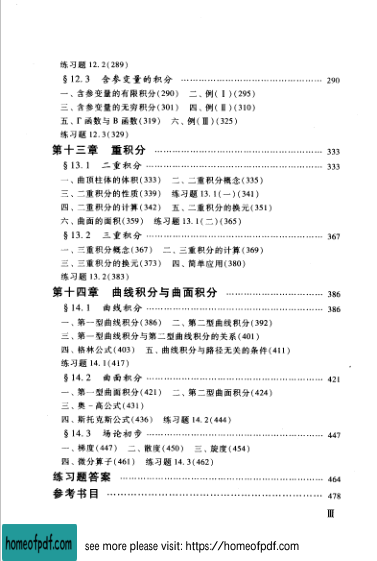 练习题 12.2(289)
§12.3 含参变量的积分 …… 290
一、含参变量的有限积分(290) 二、例(Ⅰ)(295)
三、含参变量的无穷积分(301) 四、例(Ⅱ)(310)
五、Γ函数与B函数(319) 六、例(Ⅲ)(325)
练习题 12.3(329)
第十三章 重积分 …… 333
§13.1 二重积分 …… 333
一、曲顶柱体的体积(333) 二、二重积分概念(335)
三、二重积分的性质(339) 练习题 13.1(一)(341)
四、二重积分的计算(342) 五、二重积分的换元(351)
六、曲面的面积(359) 练习题 13.1(二)(365)
§13.2 三重积分 …… 367
一、三重积分概念(367) 二、三重积分的计算(369)
三、三重积分的换元(373) 四、简单应用(380)
练习题 13.2(383)
第十四章 曲线积分与曲面积分 …… 386
§14.1 曲线积分 …… 386
一、第一型曲线积分(386) 二、第二型曲线积分(392)
三、第一型曲线积分与第二型曲线积分的关系(401)
四、格林公式(403) 五、曲线积分与路径无关的条件(411)
练习题 14.1(417)
§14.2 曲面积分 …… 421
一、第一型曲面积分(421) 二、第二型曲面积分(424)
三、奥-高公式(431)
四、斯托克斯公式(436) 练习题 14.2(444)
§14.3 场论初步 …… 447
一、梯度(447) 二、散度(450) 三、旋度(454)
四、微分算子(461) 练习题 14.3(462)
练习题答案 …… 464
参考书目 …… 478
Ⅲ
homeofpdf.com see more please visit: https://homeofpdf.com